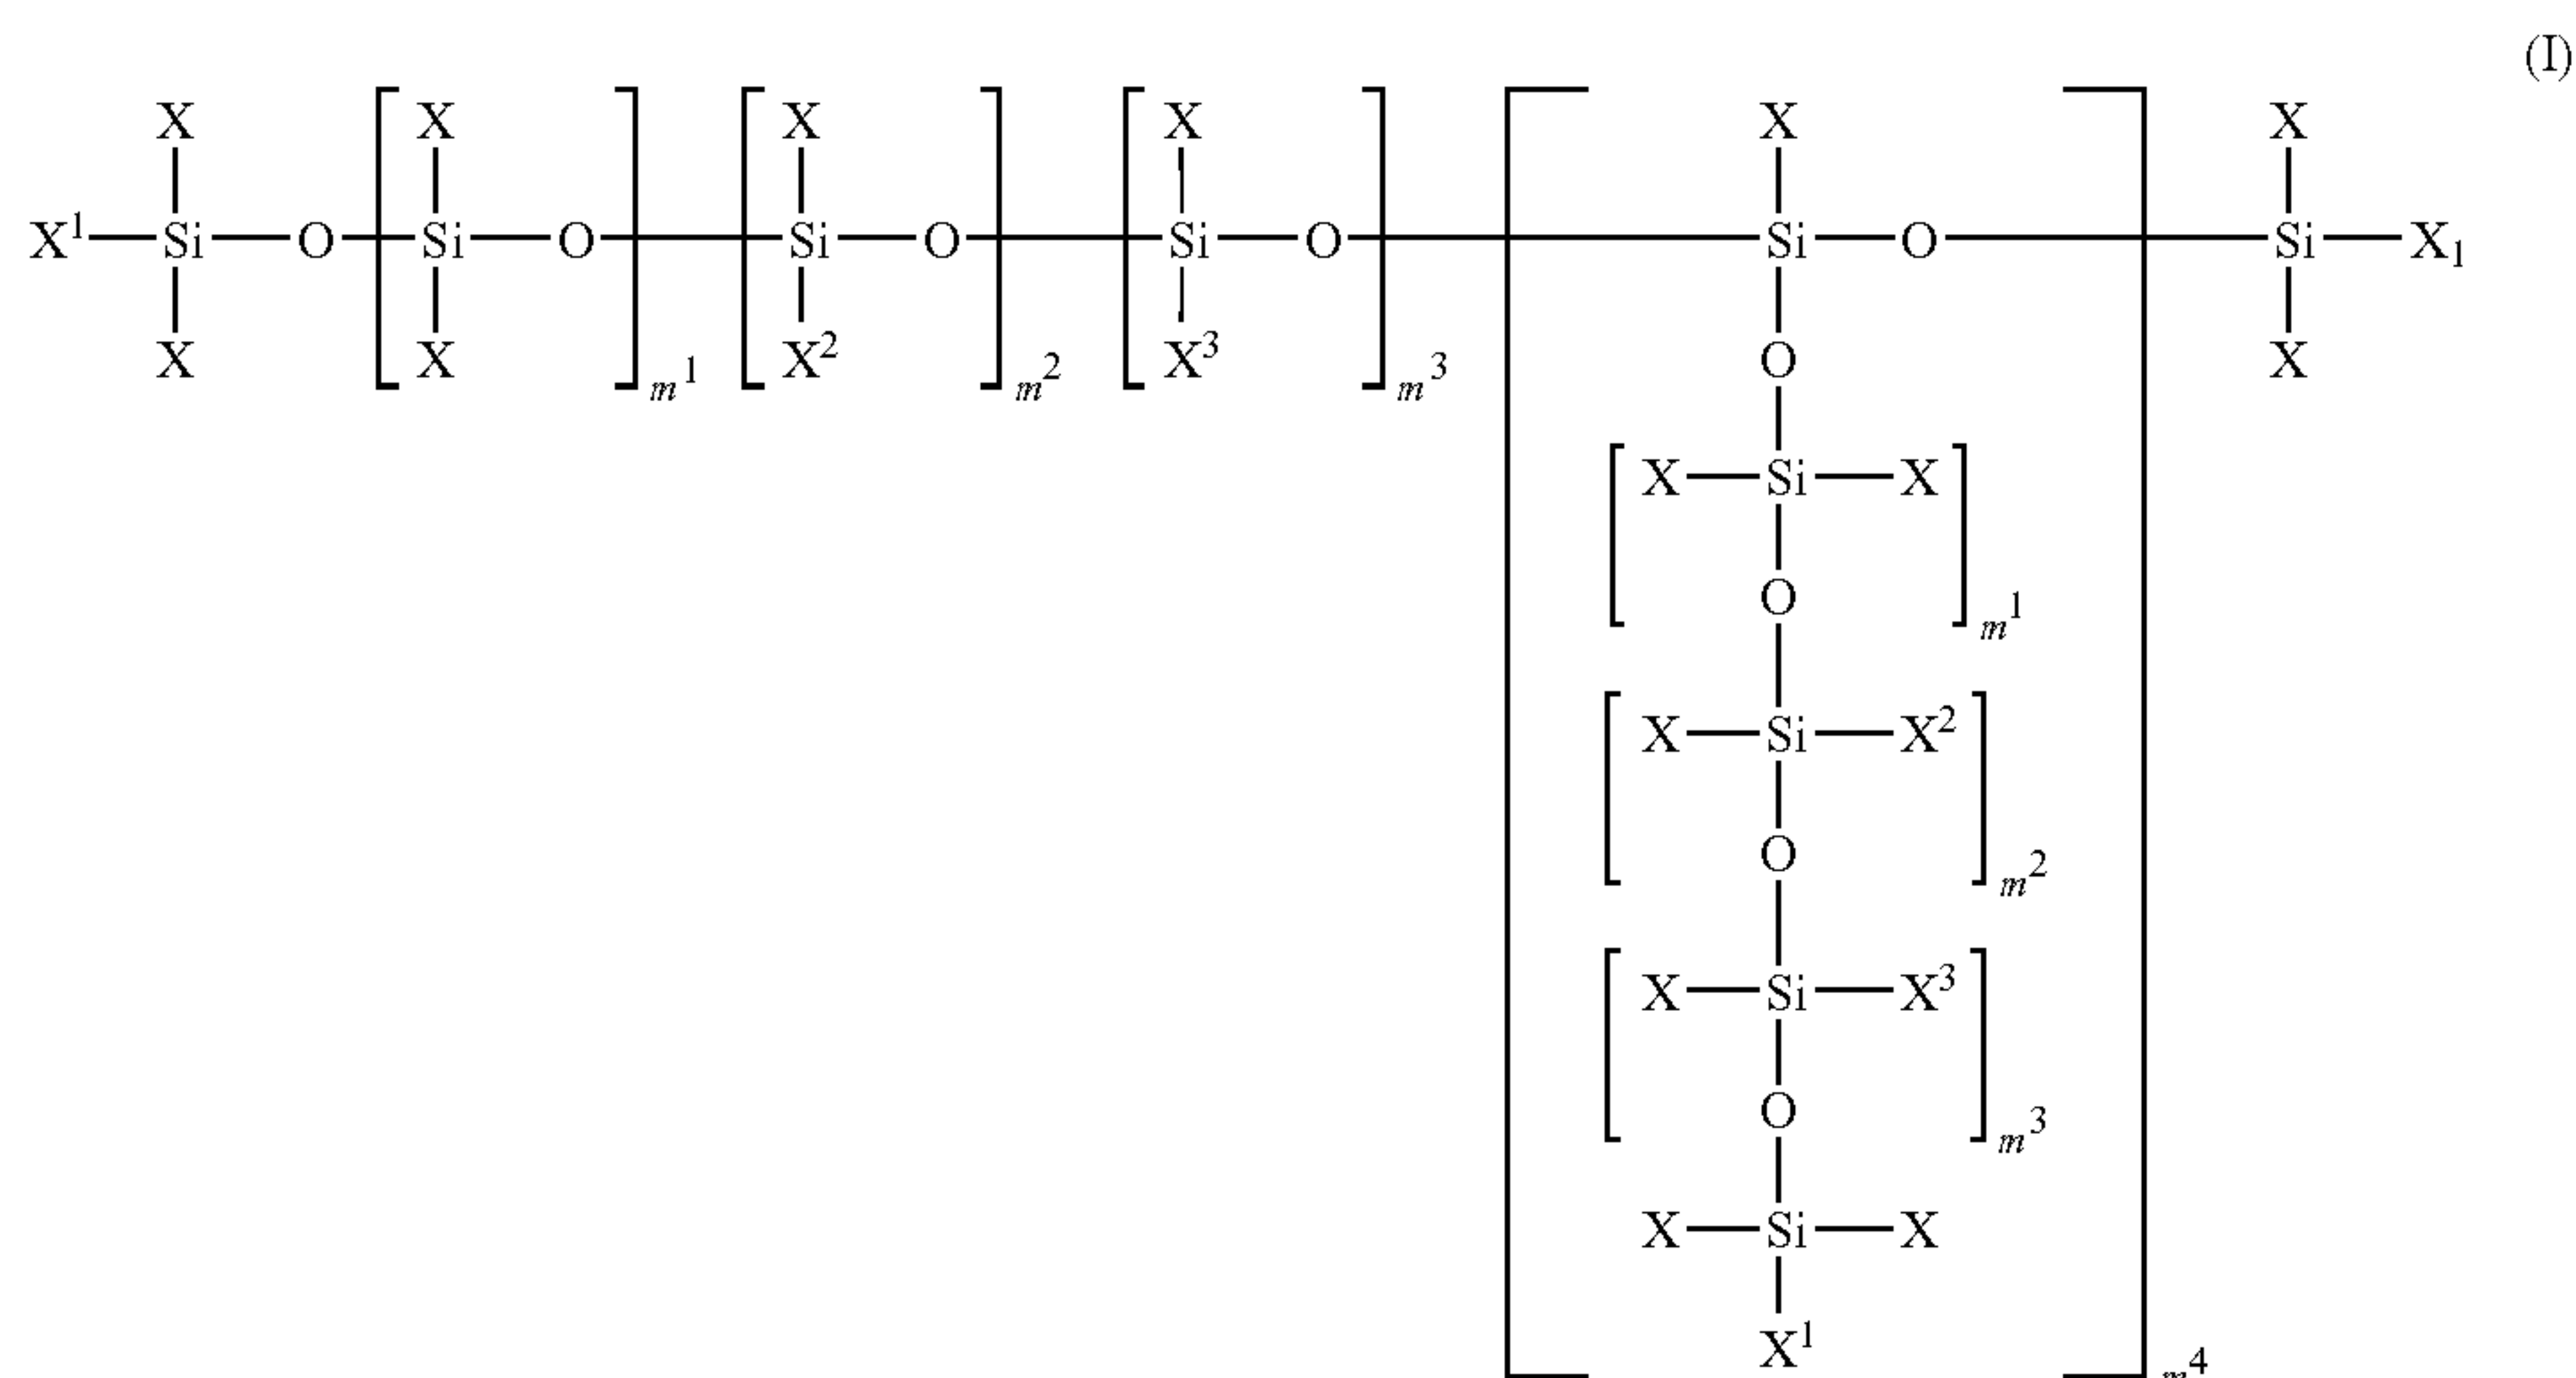 (I)
X X X X X X
X¹—Si—O—[Si—O]m¹—[Si—O]m²—[Si—O]m³—[Si—O]—Si—X₁
X X X² X³ O X
[X—Si—X]m¹
O
[X—Si—X²]m²
O
[X—Si—X³]m³
O
X—Si—X
X¹
m⁴